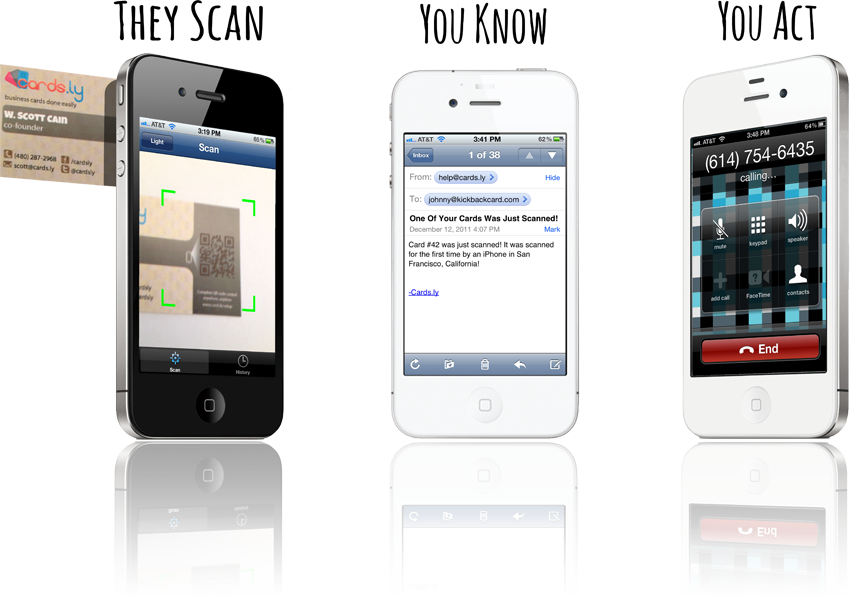 They Scan
You Know
You Act
cards.ly
business cards done easily
W. Scott Cain
co-founder
(480) 287-2968
/cardsly
scott@cards.ly
@cardsly
AT&T
3:19 PM
65%
Light
Scan
Scan
History
AT&T
3:41 PM
62%
Inbox
1 of 38
From: help@cards.ly
Hide
To: johnny@kickbackcard.com
One Of Your Cards Was Just Scanned!
December 12, 2011 4:07 PM
Mark
Card #42 was just scanned! It was scanned
for the first time by an iPhone in San
Francisco, California!
-Cards.ly
AT&T
3:48 PM
64%
(614) 754-6435
calling...
mute
keypad
speaker
add call
FaceTime
contacts
End